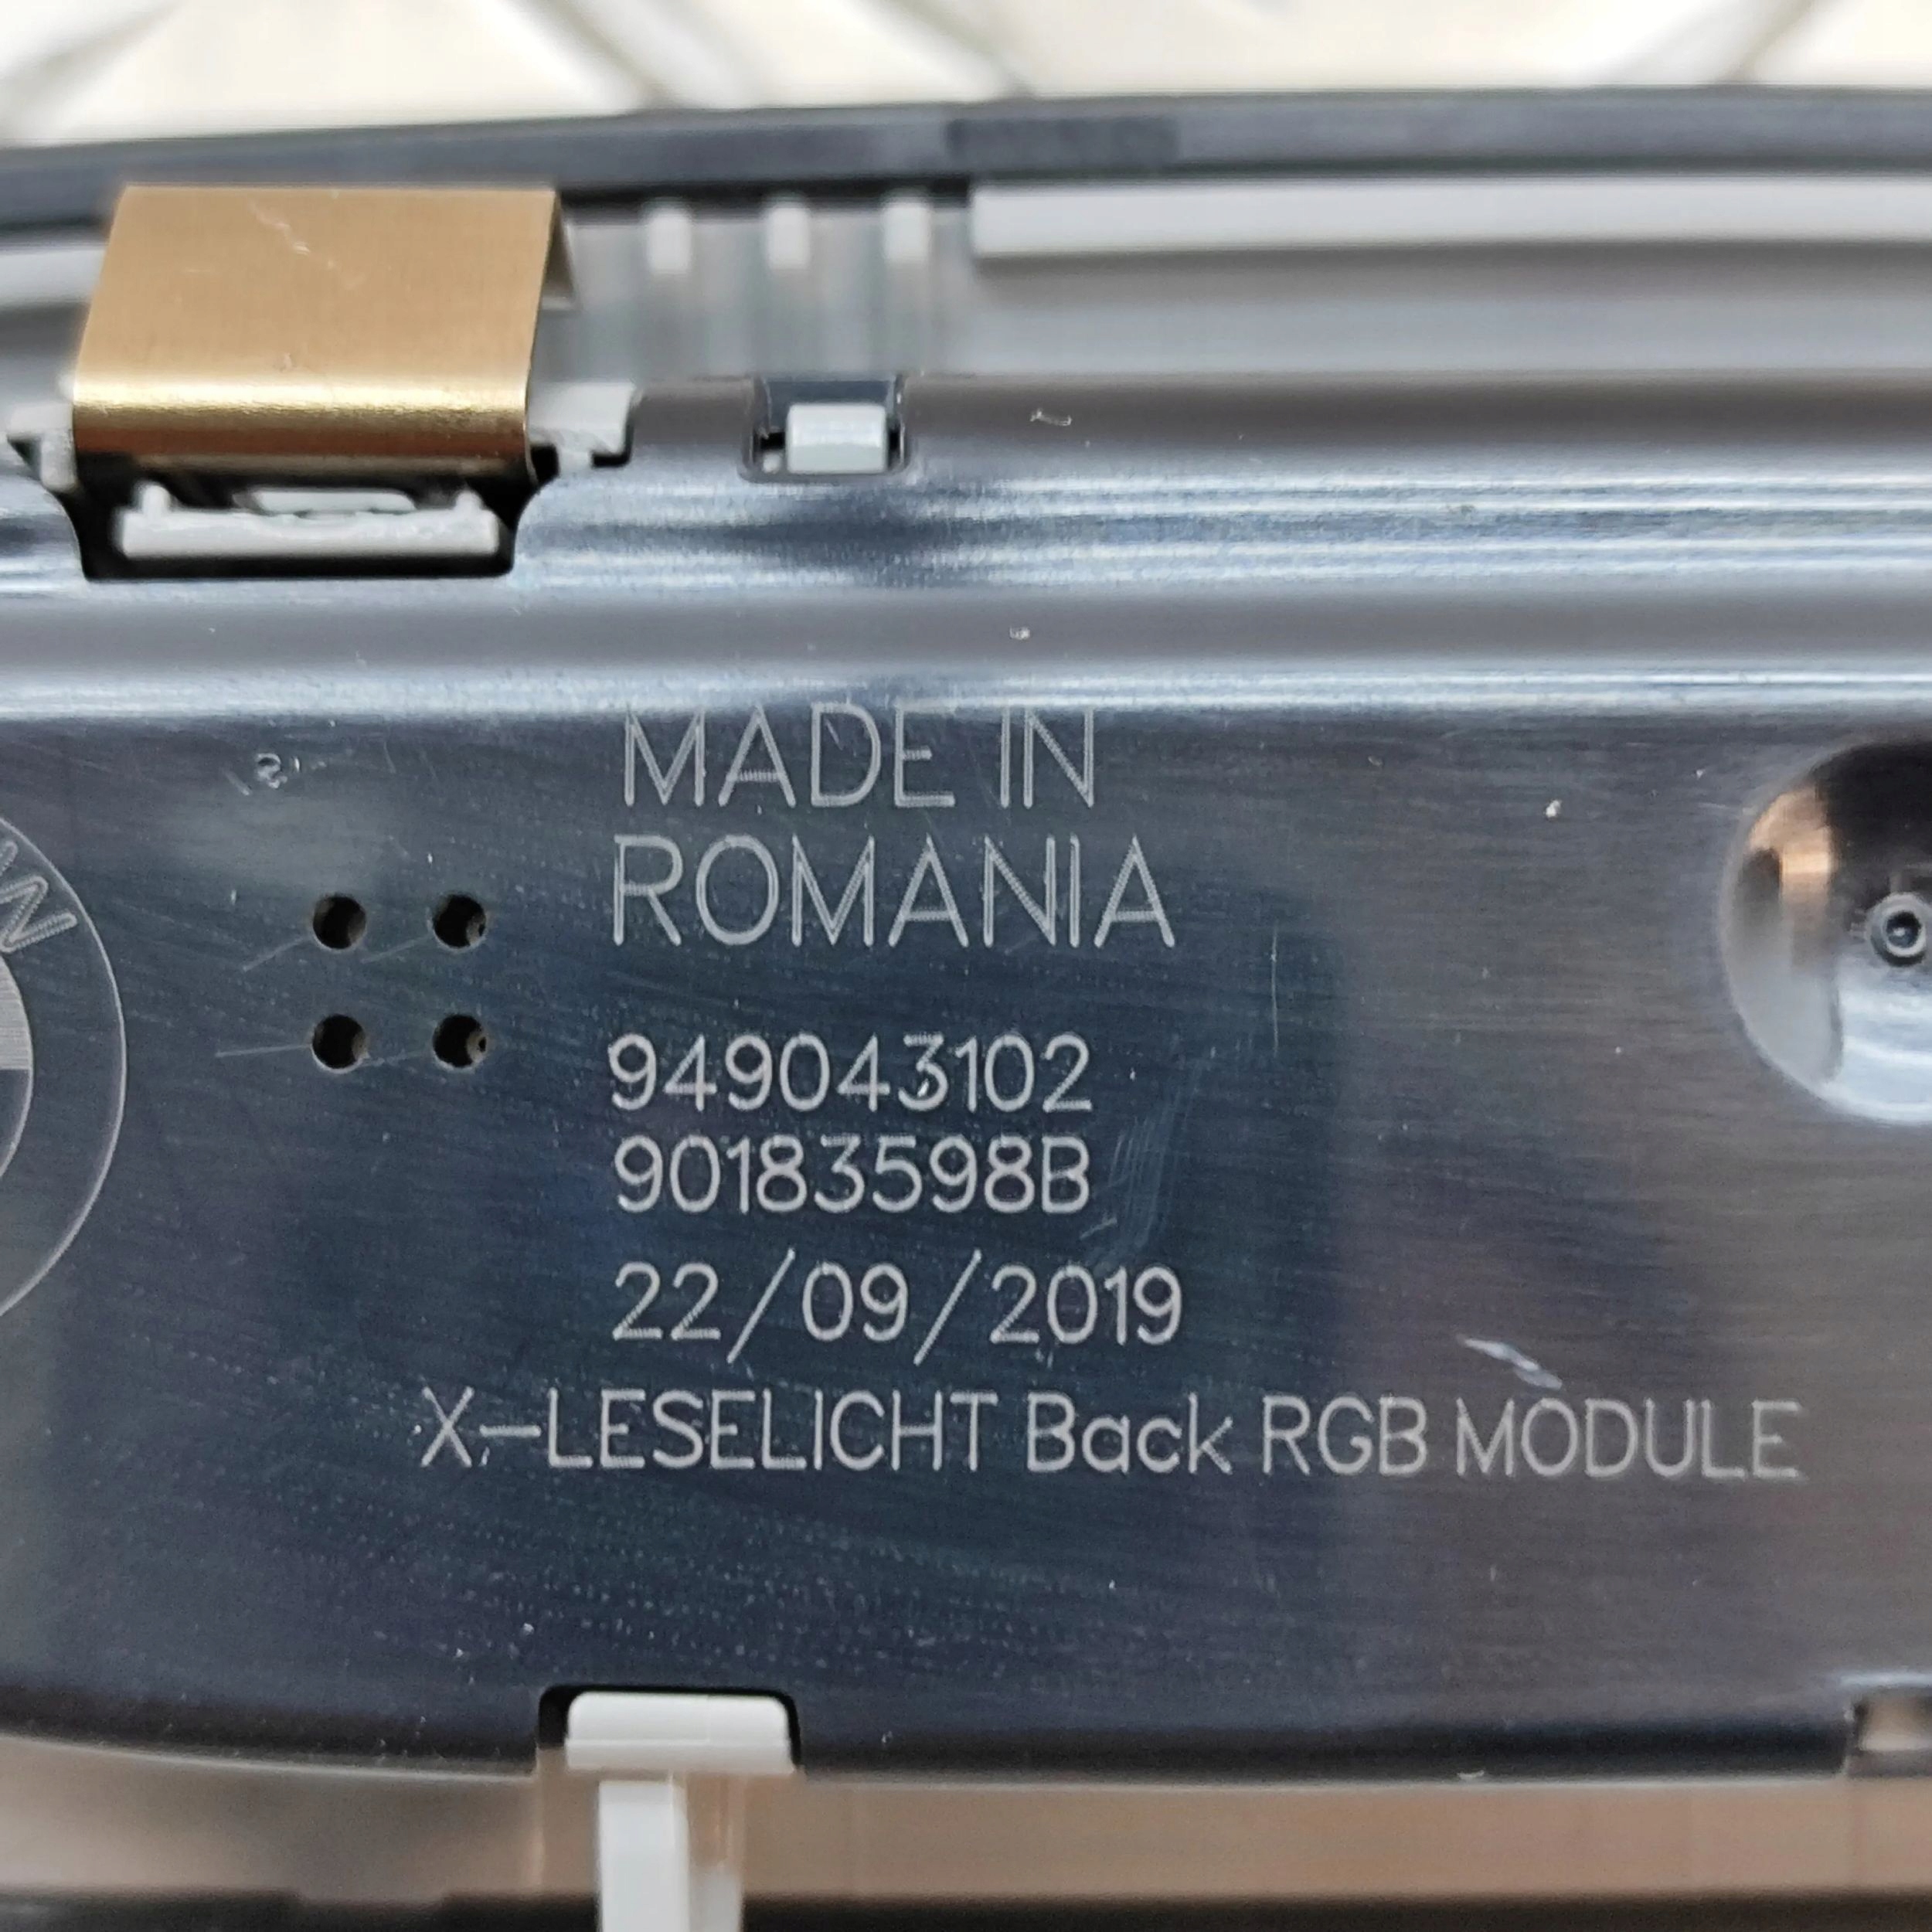 MADE IN
ROMANIA
949043102
90183598B
22/09/2019
X-LESELICHT Back RGB MODULE